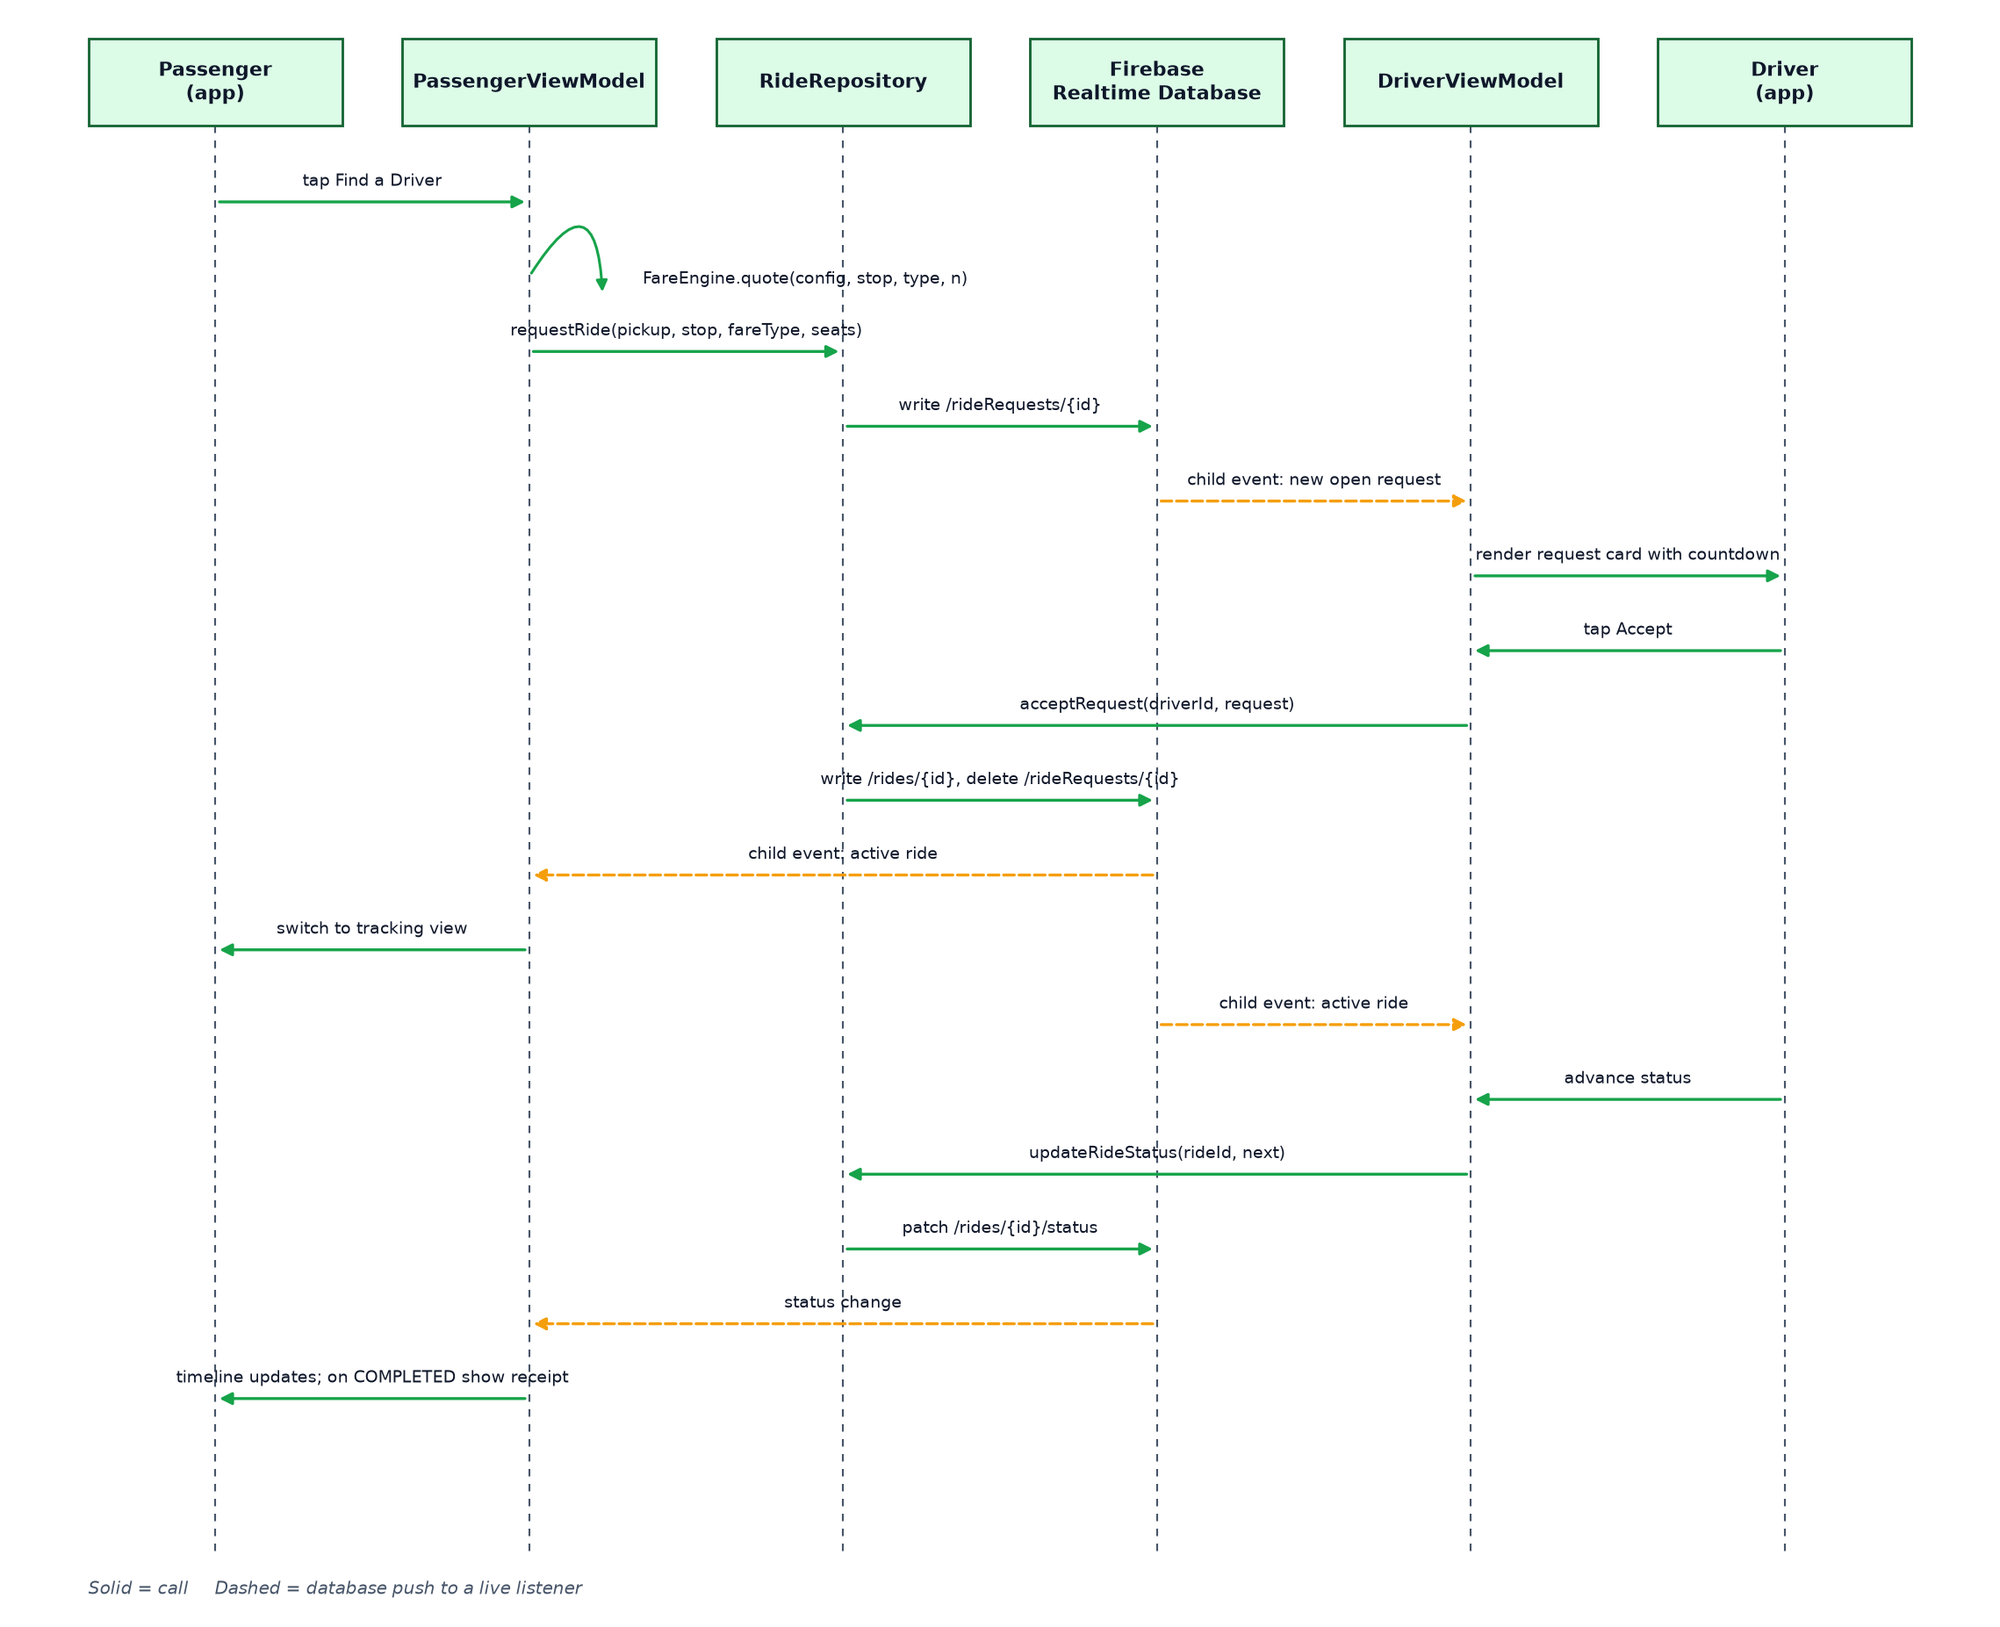 Passenger
(app)
PassengerViewModel
RideRepository
Firebase
Realtime Database
DriverViewModel
Driver
(app)
tap Find a Driver
FareEngine.quote(config, stop, type, n)
requestRide(pickup, stop, fareType, seats)
write /rideRequests/{id}
child event: new open request
render request card with countdown
tap Accept
acceptRequest(driverId, request)
write /rides/{id}, delete /rideRequests/{id}
child event: active ride
switch to tracking view
child event: active ride
advance status
updateRideStatus(rideId, next)
patch /rides/{id}/status
status change
timeline updates; on COMPLETED show receipt
Solid = call     Dashed = database push to a live listener